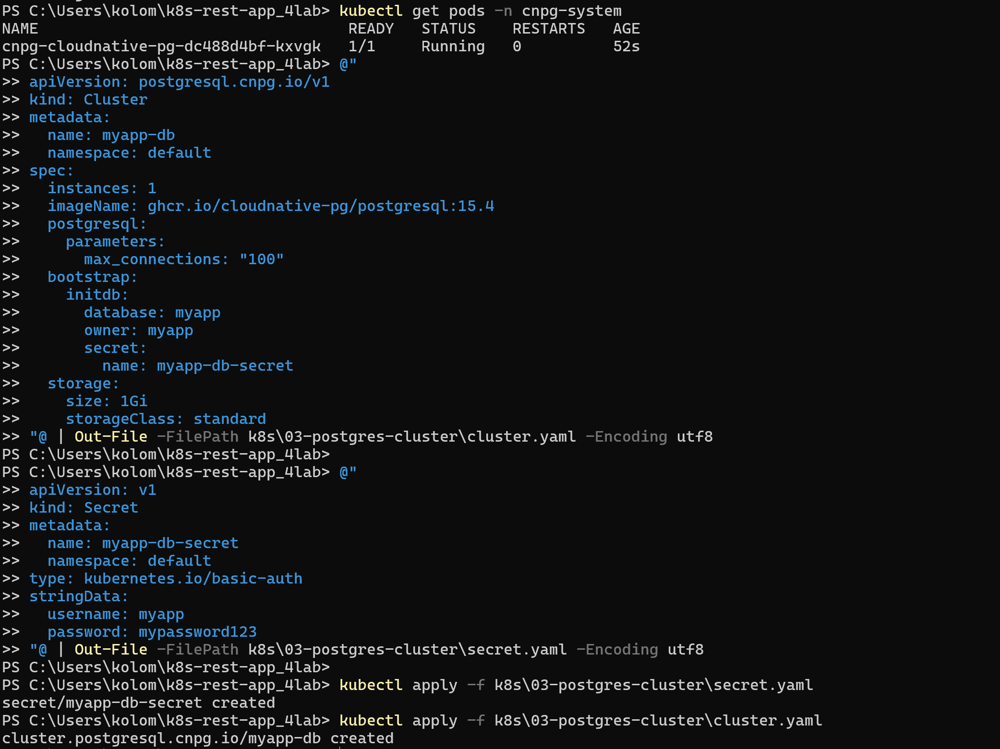 PS C:\Users\kolom\k8s-rest-app_4lab> kubectl get pods -n cnpg-system
NAME                                  READY   STATUS    RESTARTS   AGE
cnpg-cloudnative-pg-dc488d4bf-kxvgk   1/1     Running   0          52s
PS C:\Users\kolom\k8s-rest-app_4lab> @"
>> apiVersion: postgresql.cnpg.io/v1
>> kind: Cluster
>> metadata:
>>   name: myapp-db
>>   namespace: default
>> spec:
>>   instances: 1
>>   imageName: ghcr.io/cloudnative-pg/postgresql:15.4
>>   postgresql:
>>     parameters:
>>       max_connections: "100"
>>   bootstrap:
>>     initdb:
>>       database: myapp
>>       owner: myapp
>>       secret:
>>         name: myapp-db-secret
>>   storage:
>>     size: 1Gi
>>     storageClass: standard
>> "@ | Out-File -FilePath k8s\03-postgres-cluster\cluster.yaml -Encoding utf8
PS C:\Users\kolom\k8s-rest-app_4lab>
PS C:\Users\kolom\k8s-rest-app_4lab> @"
>> apiVersion: v1
>> kind: Secret
>> metadata:
>>   name: myapp-db-secret
>>   namespace: default
>> type: kubernetes.io/basic-auth
>> stringData:
>>   username: myapp
>>   password: mypassword123
>> "@ | Out-File -FilePath k8s\03-postgres-cluster\secret.yaml -Encoding utf8
PS C:\Users\kolom\k8s-rest-app_4lab>
PS C:\Users\kolom\k8s-rest-app_4lab> kubectl apply -f k8s\03-postgres-cluster\secret.yaml
secret/myapp-db-secret created
PS C:\Users\kolom\k8s-rest-app_4lab> kubectl apply -f k8s\03-postgres-cluster\cluster.yaml
cluster.postgresql.cnpg.io/myapp-db created